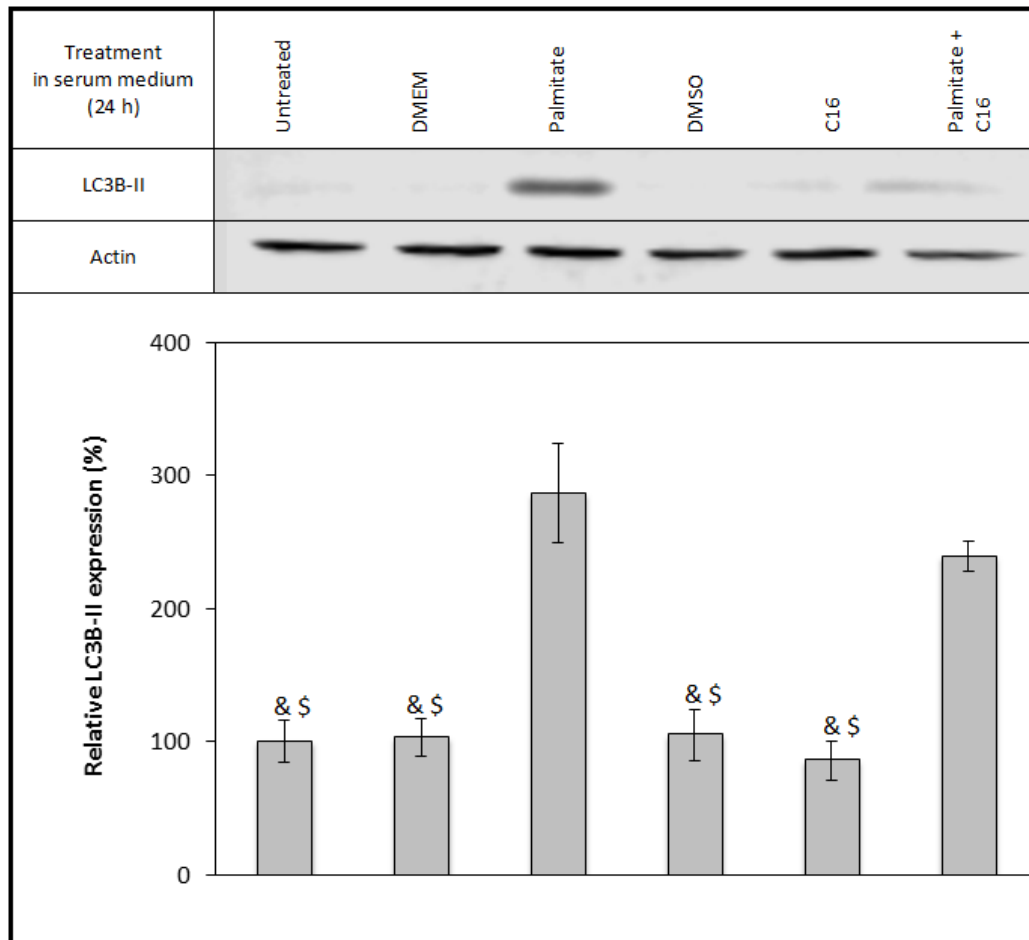 Treatment
in serum medium
(24 h)
Untreated
DMEM
Palmitate
DMSO
C16
Palmitate +
C16
LC3B-II
Actin
Relative LC3B-II expression (%)
400
300
200
100
0
& $
& $
& $
& $